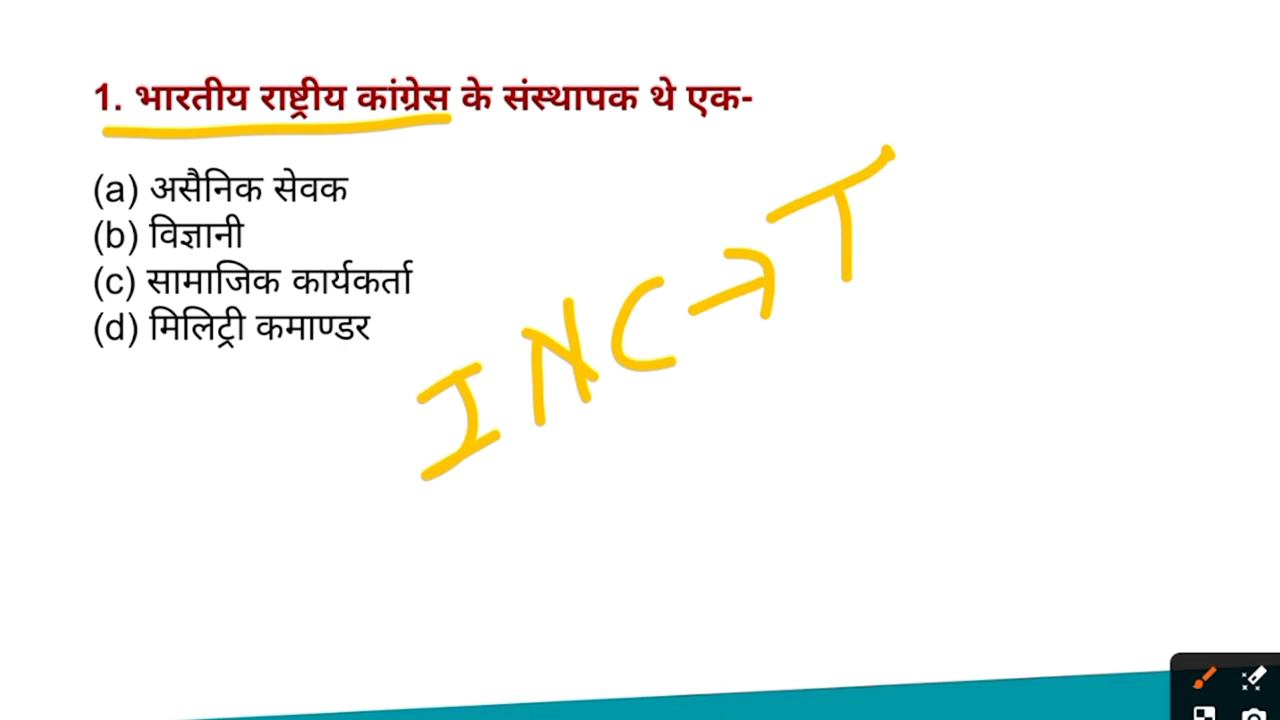 1. भारतीय राष्ट्रीय कांग्रेस के संस्थापक थे एक-
(a) असैनिक सेवक
(b) विज्ञानी
(c) सामाजिक कार्यकर्ता
(d) मिलिट्री कमाण्डर
INC→T